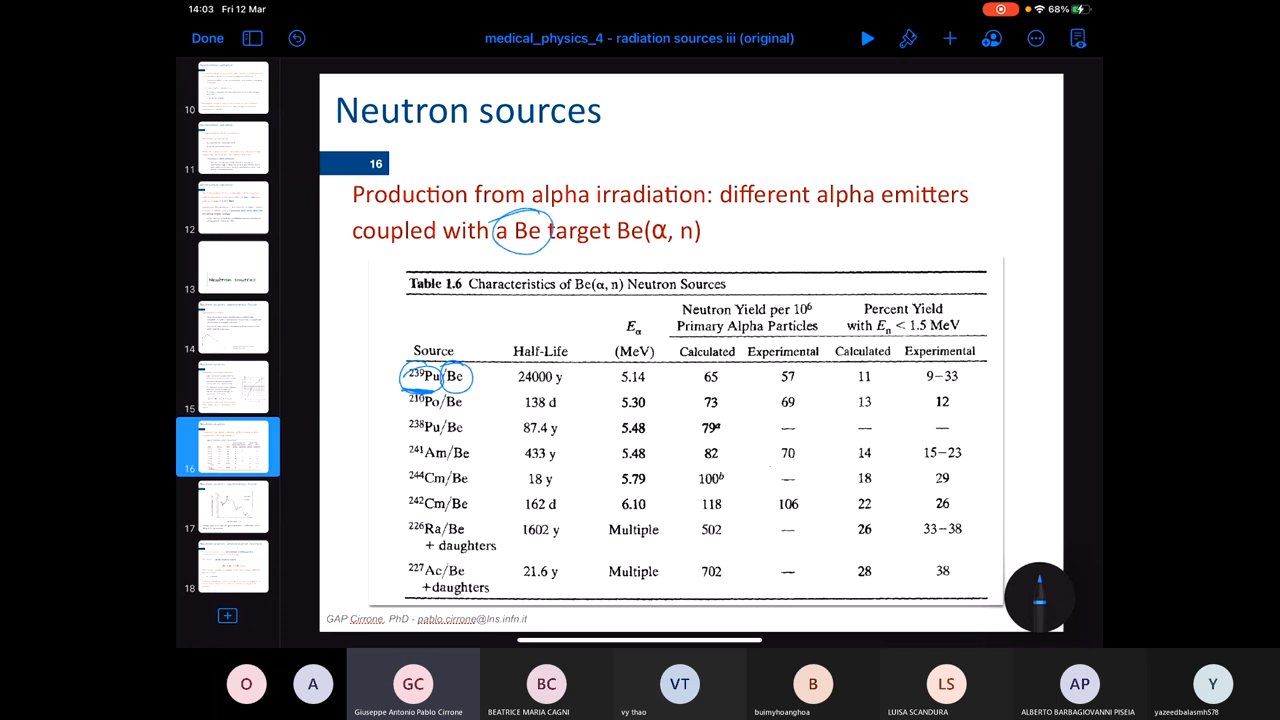 14:03 Fri 12 Mar
68%
Done
medical_physics_4 - radiation sources iii (original)
10
11
12
13
Neutron sources
14
15
16
17
18
Neutron sources
16
Production from alpha irradiation: different alpha emitters
coupled with a Be target Be(α, n)
Table 1.6 Characteristics of Be(α, n) Neutron Sources
Neutron Yield per 10⁶ Percent Yield
Eα Primary Alpha Particles with Eₙ < 1.5 MeV
Source Half-Life (MeV) Calculated Experimental Calculated Experimental
²³⁹Pu/Be 24000 y 5.14 65 57 11 9–33
²¹⁰Po/Be 138 d 5.30 73 69 13 12
²³⁸Pu/Be 87.4 y 5.48 79ᵃ — — —
²⁴¹Am/Be 433 y 5.48 82 70 14 15–23
²⁴⁴Cm/Be 18 y 5.79 100ᵇ — 18 29
²⁴²Cm/Be 162 d 6.10 118 106 22 26
²²⁶Ra/Be 1602 y Multiple 502 — 26 33–38
+ daughters
²²⁷Ac/Be 21.6 y Multiple 702 — 28 38
+daughters
GAP Cirrone, PhD - pablo.cirrone@lns.infn.it
O
A
GC
BC
VT
B
LS
AP
Y
Giuseppe Antonio Pablo Cirrone
BEATRICE MARIA CAGNI
vy thao
buimyhoanghoa
LUISA SCANDURA
ALBERTO BARBAGIOVANNI PISEIA
yazeedbalasmh578